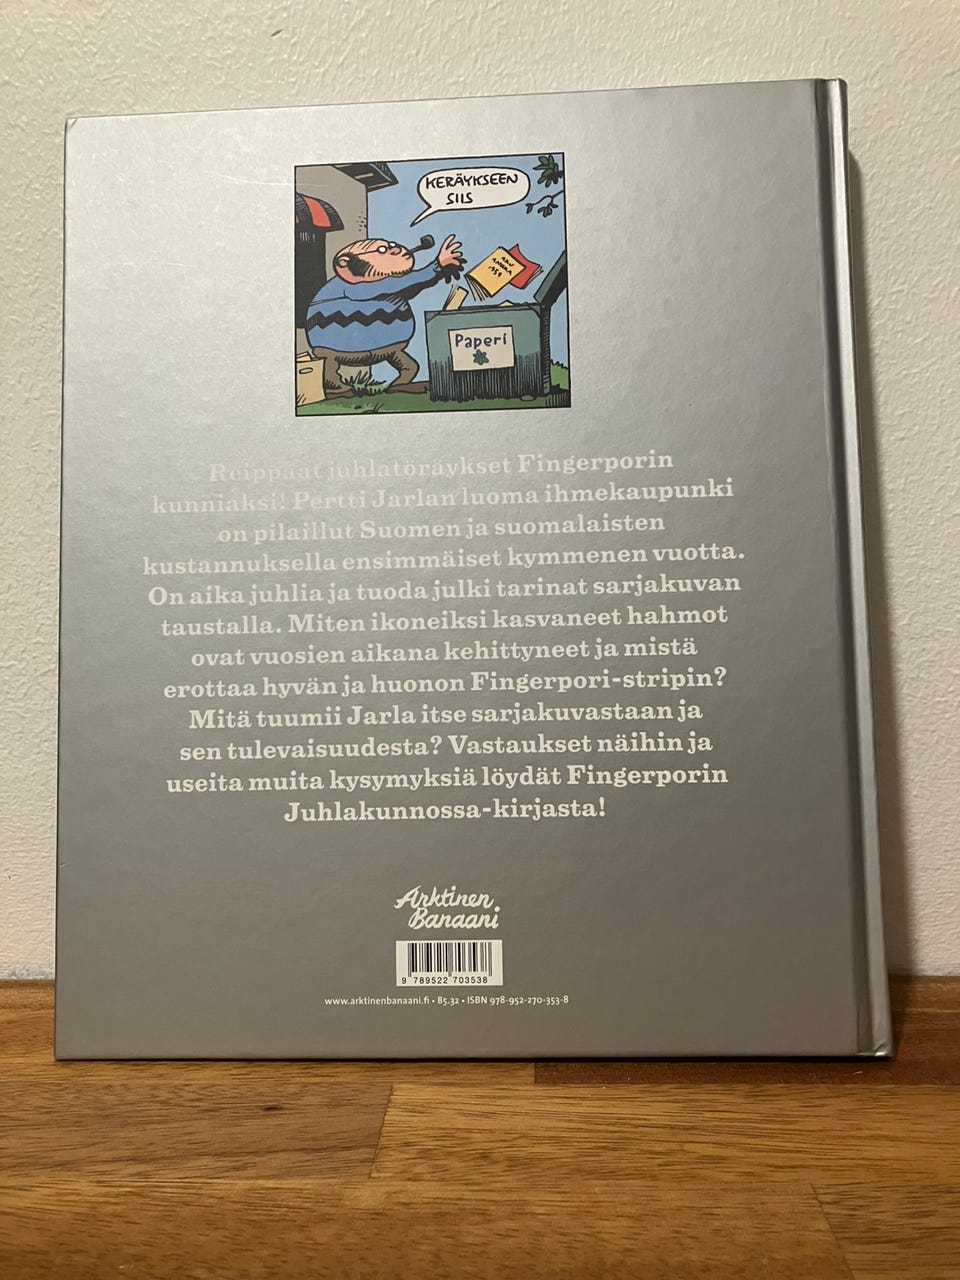 KERÄYKSEEN
SIIS
AKU
ANKKA
1951
Paperi
Reippaat juhlatöräykset Fingerporin
kunniaksi! Pertti Jarlan luoma ihmekaupunki
on pilaillut Suomen ja suomalaisten
kustannuksella ensimmäiset kymmenen vuotta.
On aika juhlia ja tuoda julki tarinat sarjakuvan
taustalla. Miten ikoneiksi kasvaneet hahmot
ovat vuosien aikana kehittyneet ja mistä
erottaa hyvän ja huonon Fingerpori-stripin?
Mitä tuumii Jarla itse sarjakuvastaan ja
sen tulevaisuudesta? Vastaukset näihin ja
useita muita kysymyksiä löydät Fingerporin
Juhlakunnossa-kirjasta!
Arktinen
Banaani
9 789522 703538
www.arktinenbanaani.fi • 85.32 • ISBN 978-952-270-353-8